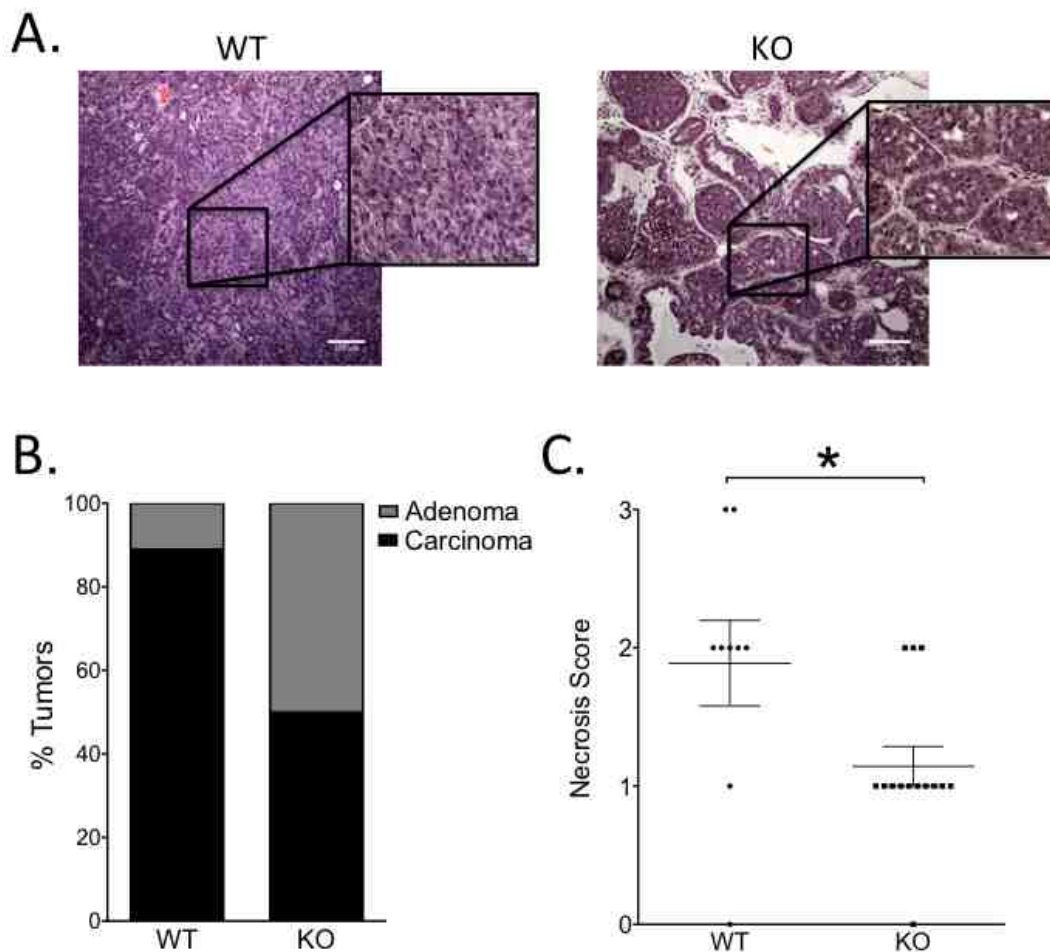 A.
WT
KO
B.
100
80
60
40
20
0
% Tumors
WT
KO
Adenoma
Carcinoma
C.
*
3
2
1
0
Necrosis Score
WT
KO